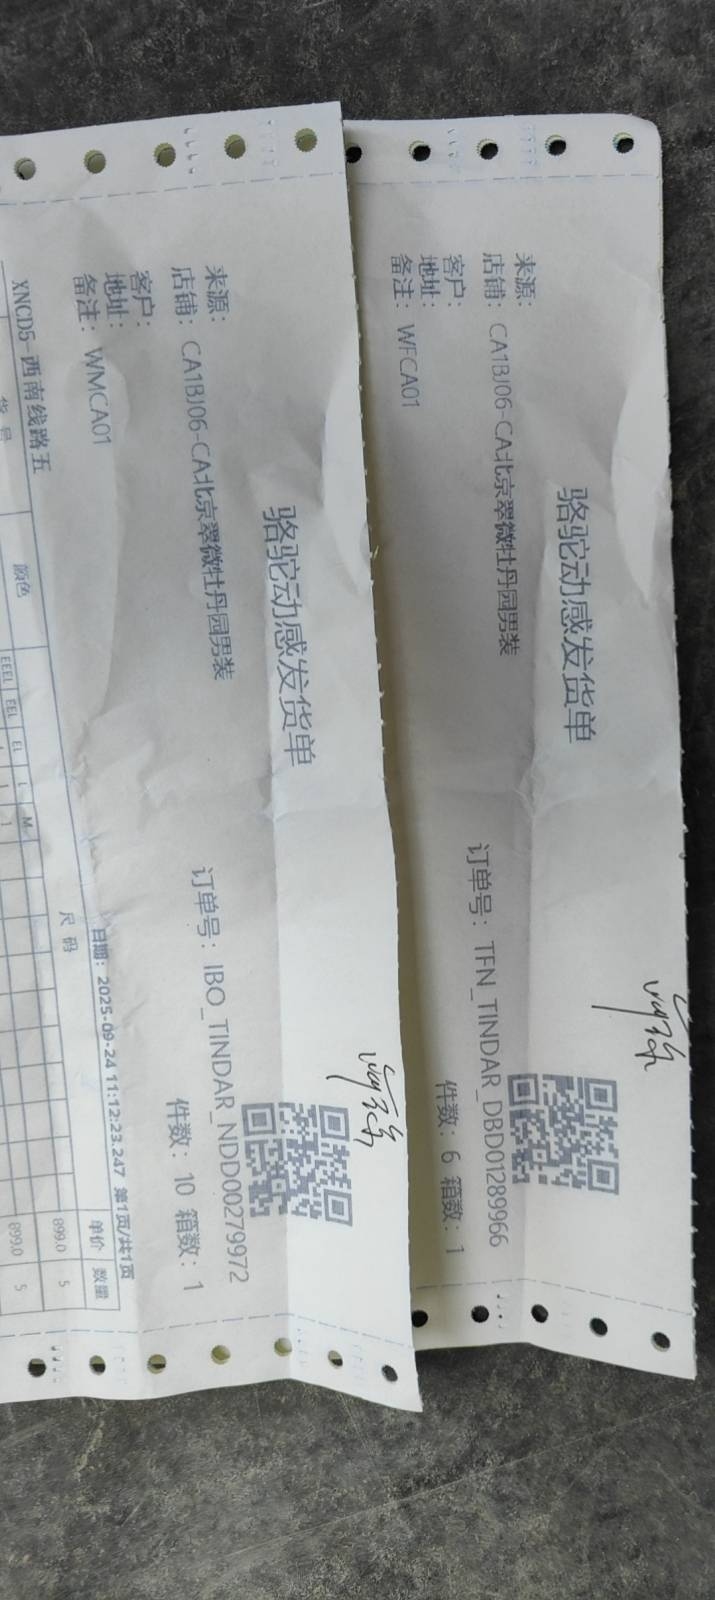 骆驼动感发货单
来源：
店铺：CA1BJ06-CA北京翠微牡丹园男装
订单号：TFN_TINDAR_DBD01289966
客户：
地址：
件数：6 箱数：1
备注：WFCA01
骆驼动感发货单
来源：
店铺：CA1BJ06-CA北京翠微牡丹园男装
订单号：IBO_TINDAR_NDD00279972
客户：
地址：
件数：10 箱数：1
备注：WMCA01
日期：2025-09-24 11:12:23.247 第1页/共1页
XNCD5-西南线路五
货号 颜色 尺码 单价 数量
EEEL EEL EL L M
899.0 5
899.0 5